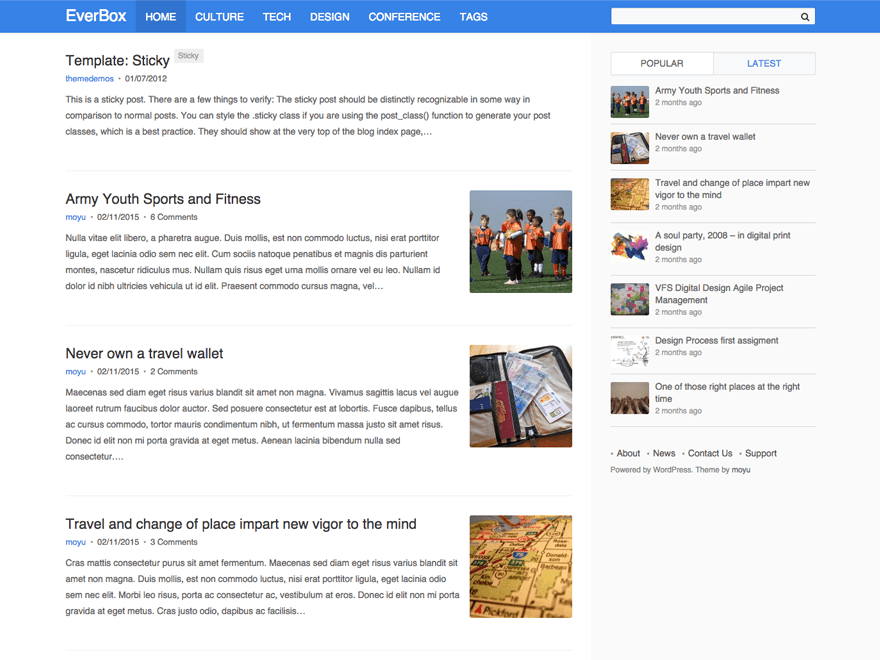 EverBox HOME CULTURE TECH DESIGN CONFERENCE TAGS
Template: Sticky Sticky
themedemos • 01/07/2012
This is a sticky post. There are a few things to verify: The sticky post should be distinctly recognizable in some way in
comparison to normal posts. You can style the .sticky class if you are using the post_class() function to generate your post
classes, which is a best practice. They should show at the very top of the blog index page,…
Army Youth Sports and Fitness
moyu • 02/11/2015 • 6 Comments
Nulla vitae elit libero, a pharetra augue. Duis mollis, est non commodo luctus, nisi erat porttitor
ligula, eget lacinia odio sem nec elit. Cum sociis natoque penatibus et magnis dis parturient
montes, nascetur ridiculus mus. Nullam quis risus eget urna mollis ornare vel eu leo. Nullam id
dolor id nibh ultricies vehicula ut id elit. Praesent commodo cursus magna, vel…
Never own a travel wallet
moyu • 02/11/2015 • 2 Comments
Maecenas sed diam eget risus varius blandit sit amet non magna. Vivamus sagittis lacus vel augue
laoreet rutrum faucibus dolor auctor. Sed posuere consectetur est at lobortis. Fusce dapibus, tellus
ac cursus commodo, tortor mauris condimentum nibh, ut fermentum massa justo sit amet risus.
Donec id elit non mi porta gravida at eget metus. Aenean lacinia bibendum nulla sed
consectetur….
Travel and change of place impart new vigor to the mind
moyu • 02/11/2015 • 3 Comments
Cras mattis consectetur purus sit amet fermentum. Maecenas sed diam eget risus varius blandit sit
amet non magna. Duis mollis, est non commodo luctus, nisi erat porttitor ligula, eget lacinia odio
sem nec elit. Morbi leo risus, porta ac consectetur ac, vestibulum at eros. Donec id elit non mi porta
gravida at eget metus. Cras justo odio, dapibus ac facilisis…
Pickford
POPULAR LATEST
Army Youth Sports and Fitness
2 months ago
Never own a travel wallet
2 months ago
Travel and change of place impart new
vigor to the mind
2 months ago
A soul party, 2008 – in digital print
design
2 months ago
VFS Digital Design Agile Project
Management
2 months ago
Design Process first assigment
2 months ago
One of those right places at the right
time
2 months ago
• About • News • Contact Us • Support
Powered by WordPress. Theme by moyu